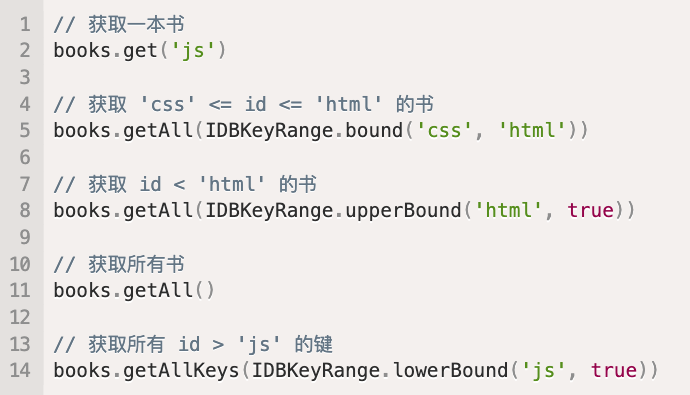 1 // 获取一本书
2 books.get('js')
3
4 // 获取 'css' <= id <= 'html' 的书
5 books.getAll(IDBKeyRange.bound('css', 'html'))
6
7 // 获取 id < 'html' 的书
8 books.getAll(IDBKeyRange.upperBound('html', true))
9
10 // 获取所有书
11 books.getAll()
12
13 // 获取所有 id > 'js' 的键
14 books.getAllKeys(IDBKeyRange.lowerBound('js', true))